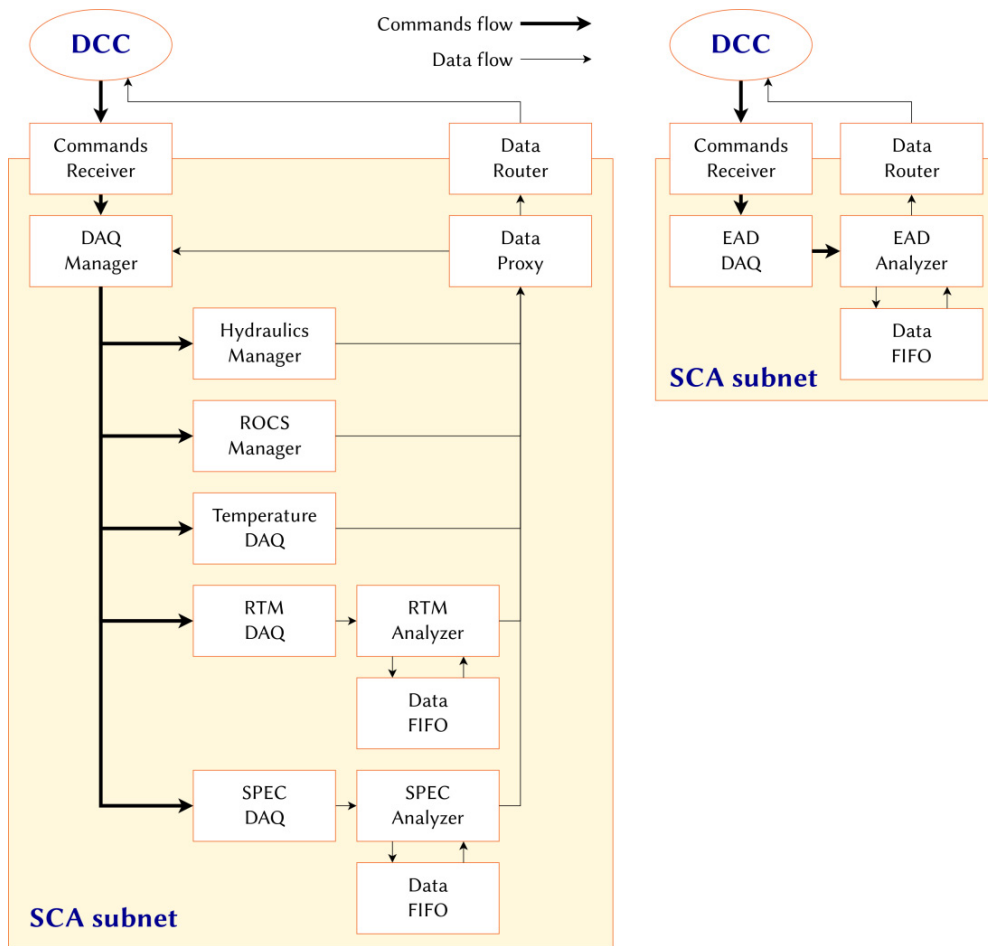 DCC
Commands flow
Data flow
Commands
Receiver
Data
Router
DAQ
Manager
Data
Proxy
Hydraulics
Manager
ROCS
Manager
Temperature
DAQ
RTM
DAQ
RTM
Analyzer
Data
FIFO
SPEC
DAQ
SPEC
Analyzer
Data
FIFO
SCA subnet
DCC
Commands
Receiver
Data
Router
EAD
DAQ
EAD
Analyzer
Data
FIFO
SCA subnet